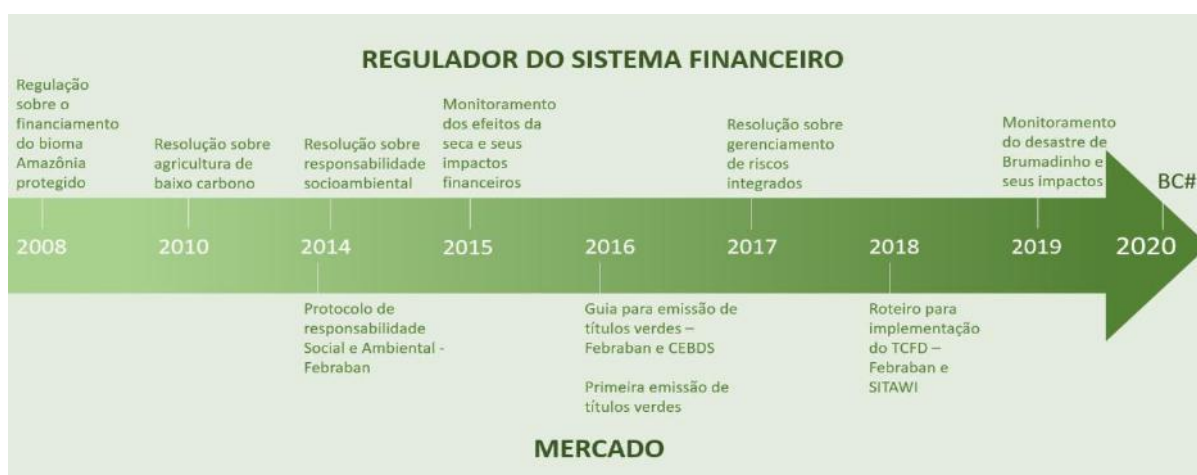 REGULADOR DO SISTEMA FINANCEIRO
Regulação
sobre o
financiamento
do bioma
Amazônia
protegido
Resolução sobre
agricultura de
baixo carbono
Resolução sobre
responsabilidade
socioambiental
Monitoramento
dos efeitos da
seca e seus
impactos
financeiros
Resolução sobre
gerenciamento
de riscos
integrados
Monitoramento
do desastre de
Brumadinho e
seus impactos
BC#
2008 2010 2014 2015 2016 2017 2018 2019 2020
Protocolo de
responsabilidade
Social e Ambiental -
Febraban
Guia para emissão de
títulos verdes –
Febraban e CEBDS
Primeira emissão de
títulos verdes
Roteiro para
implementação
do TCFD –
Febraban e
SITAWI
MERCADO